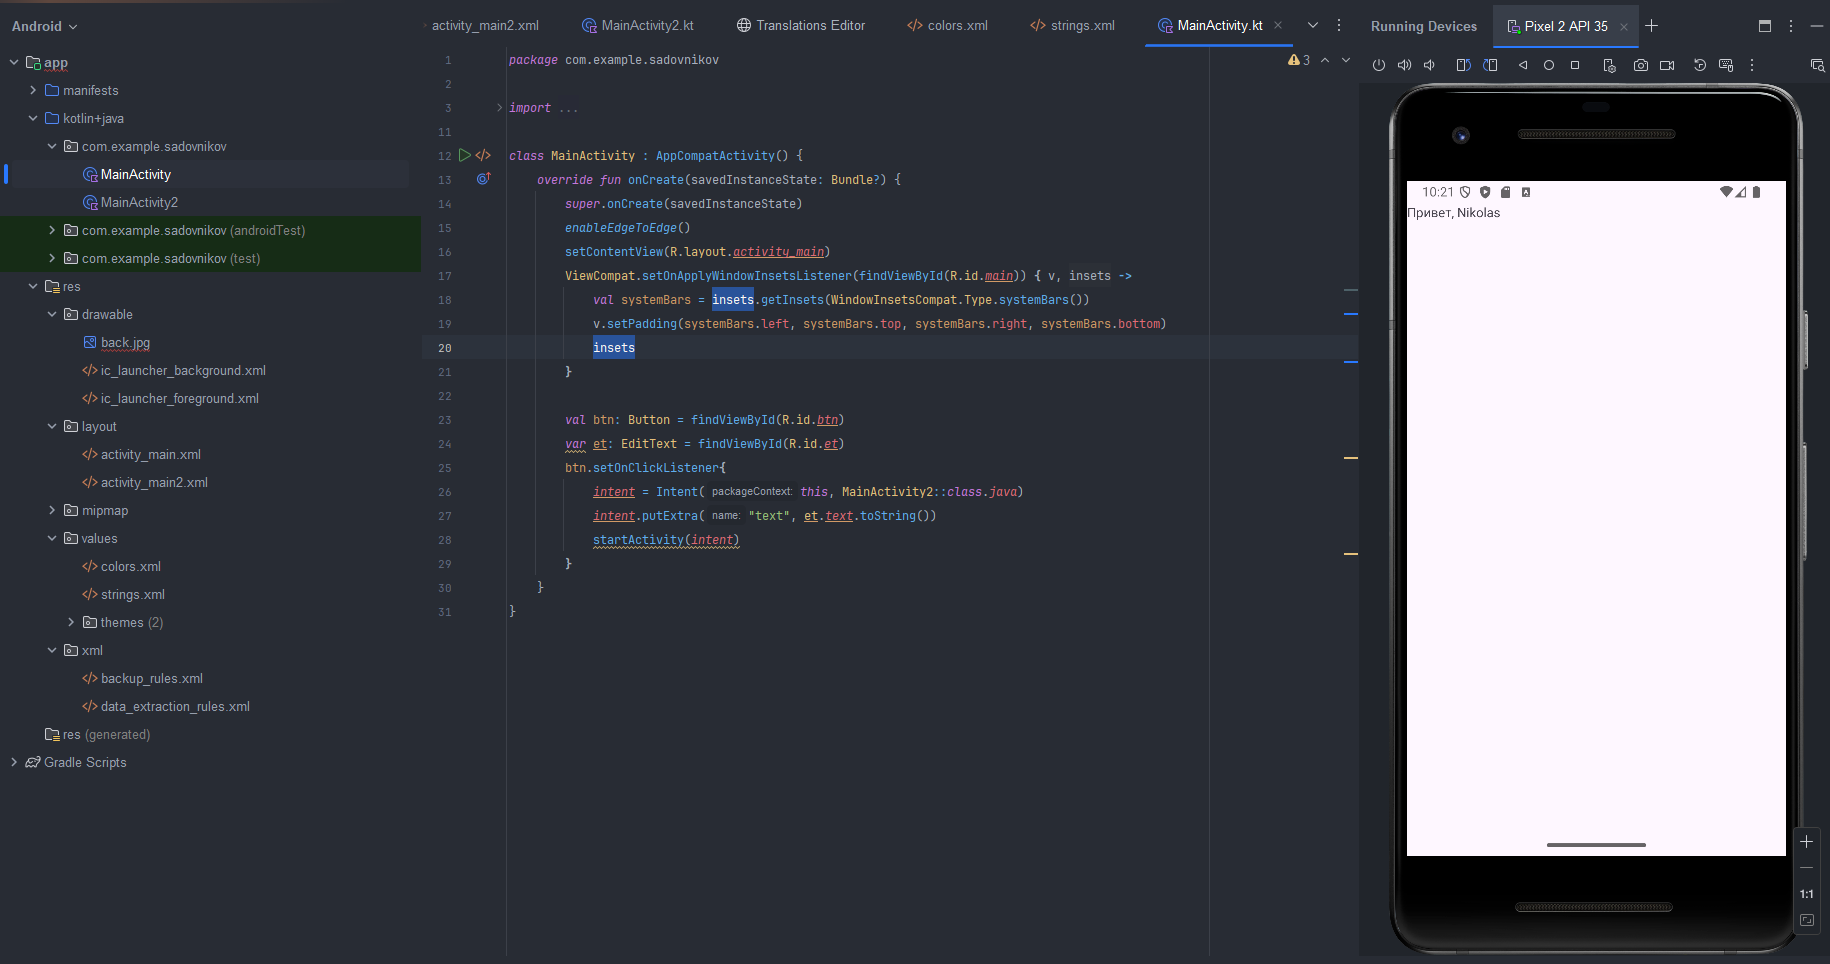 Android
activity_main2.xml
MainActivity2.kt
Translations Editor
colors.xml
strings.xml
MainActivity.kt
Running Devices
Pixel 2 API 35
app
manifests
kotlin+java
com.example.sadovnikov
MainActivity
MainActivity2
com.example.sadovnikov (androidTest)
com.example.sadovnikov (test)
res
drawable
back.jpg
ic_launcher_background.xml
ic_launcher_foreground.xml
layout
activity_main.xml
activity_main2.xml
mipmap
values
colors.xml
strings.xml
themes (2)
xml
backup_rules.xml
data_extraction_rules.xml
res (generated)
Gradle Scripts
3
1 package com.example.sadovnikov
2
3 import ...
11
12 class MainActivity : AppCompatActivity() {
13 override fun onCreate(savedInstanceState: Bundle?) {
14 super.onCreate(savedInstanceState)
15 enableEdgeToEdge()
16 setContentView(R.layout.activity_main)
17 ViewCompat.setOnApplyWindowInsetsListener(findViewById(R.id.main)) { v, insets ->
18 val systemBars = insets.getInsets(WindowInsetsCompat.Type.systemBars())
19 v.setPadding(systemBars.left, systemBars.top, systemBars.right, systemBars.bottom)
20 insets
21 }
22
23 val btn: Button = findViewById(R.id.btn)
24 var et: EditText = findViewById(R.id.et)
25 btn.setOnClickListener{
26 intent = Intent( packageContext: this, MainActivity2::class.java)
27 intent.putExtra( name: "text", et.text.toString())
28 startActivity(intent)
29 }
30 }
31 }
10:21
Привет, Nikolas
1:1